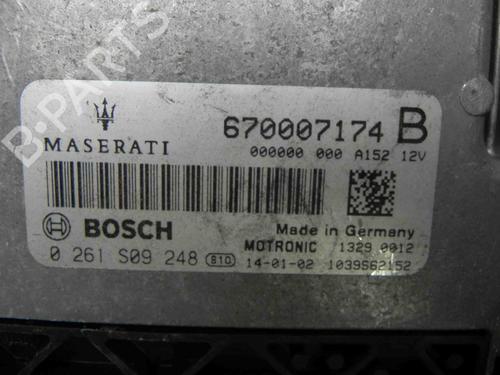 B-PARTS
MASERATI
670007174 B
000000 000 A152 12V
BOSCH
Made in Germany
MOTRONIC 1329 0012
0 261 S09 248 810 14-01-02 1039S62152